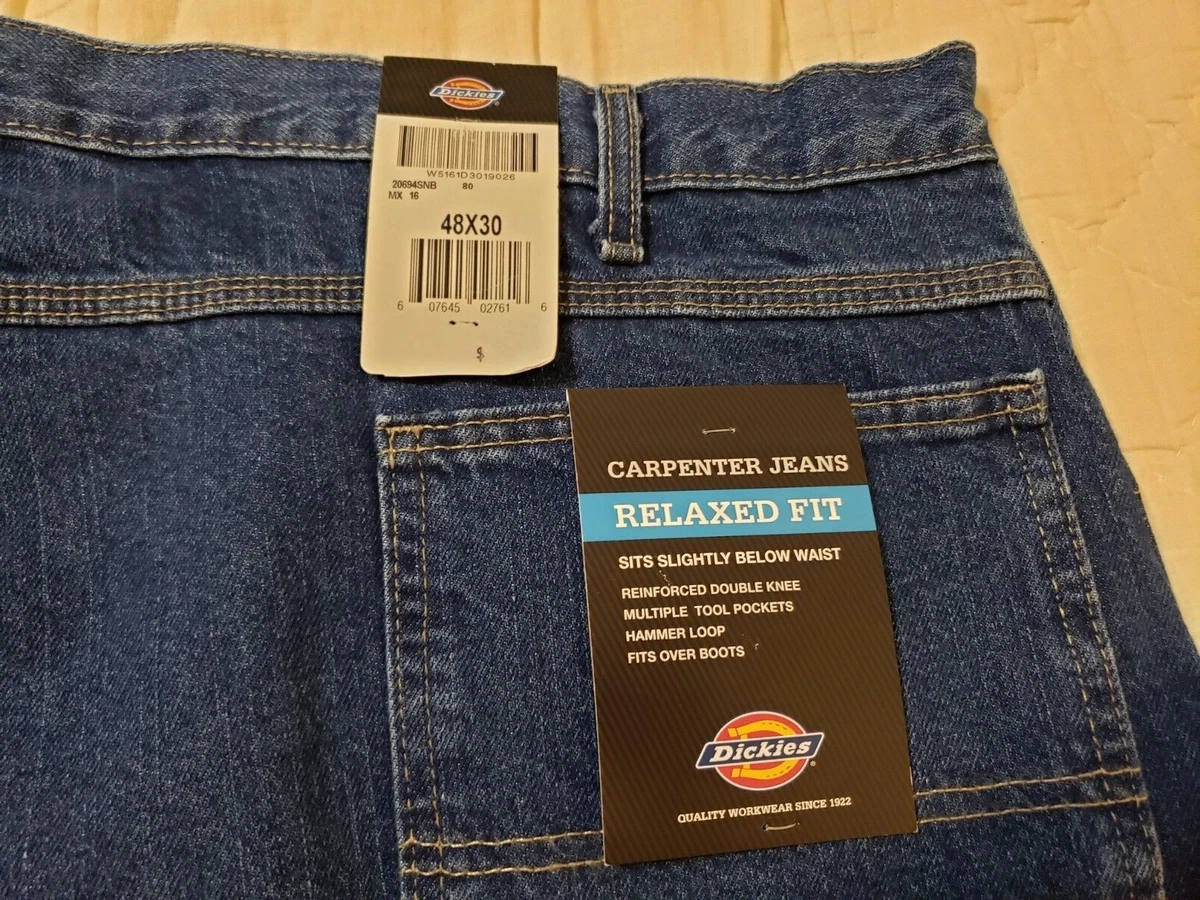 Dickies
W5161D3019026
20694SNB 80
MX 16
48X30
6 07645 02761 6
$
CARPENTER JEANS
RELAXED FIT
SITS SLIGHTLY BELOW WAIST
REINFORCED DOUBLE KNEE
MULTIPLE TOOL POCKETS
HAMMER LOOP
FITS OVER BOOTS
Dickies
QUALITY WORKWEAR SINCE 1922